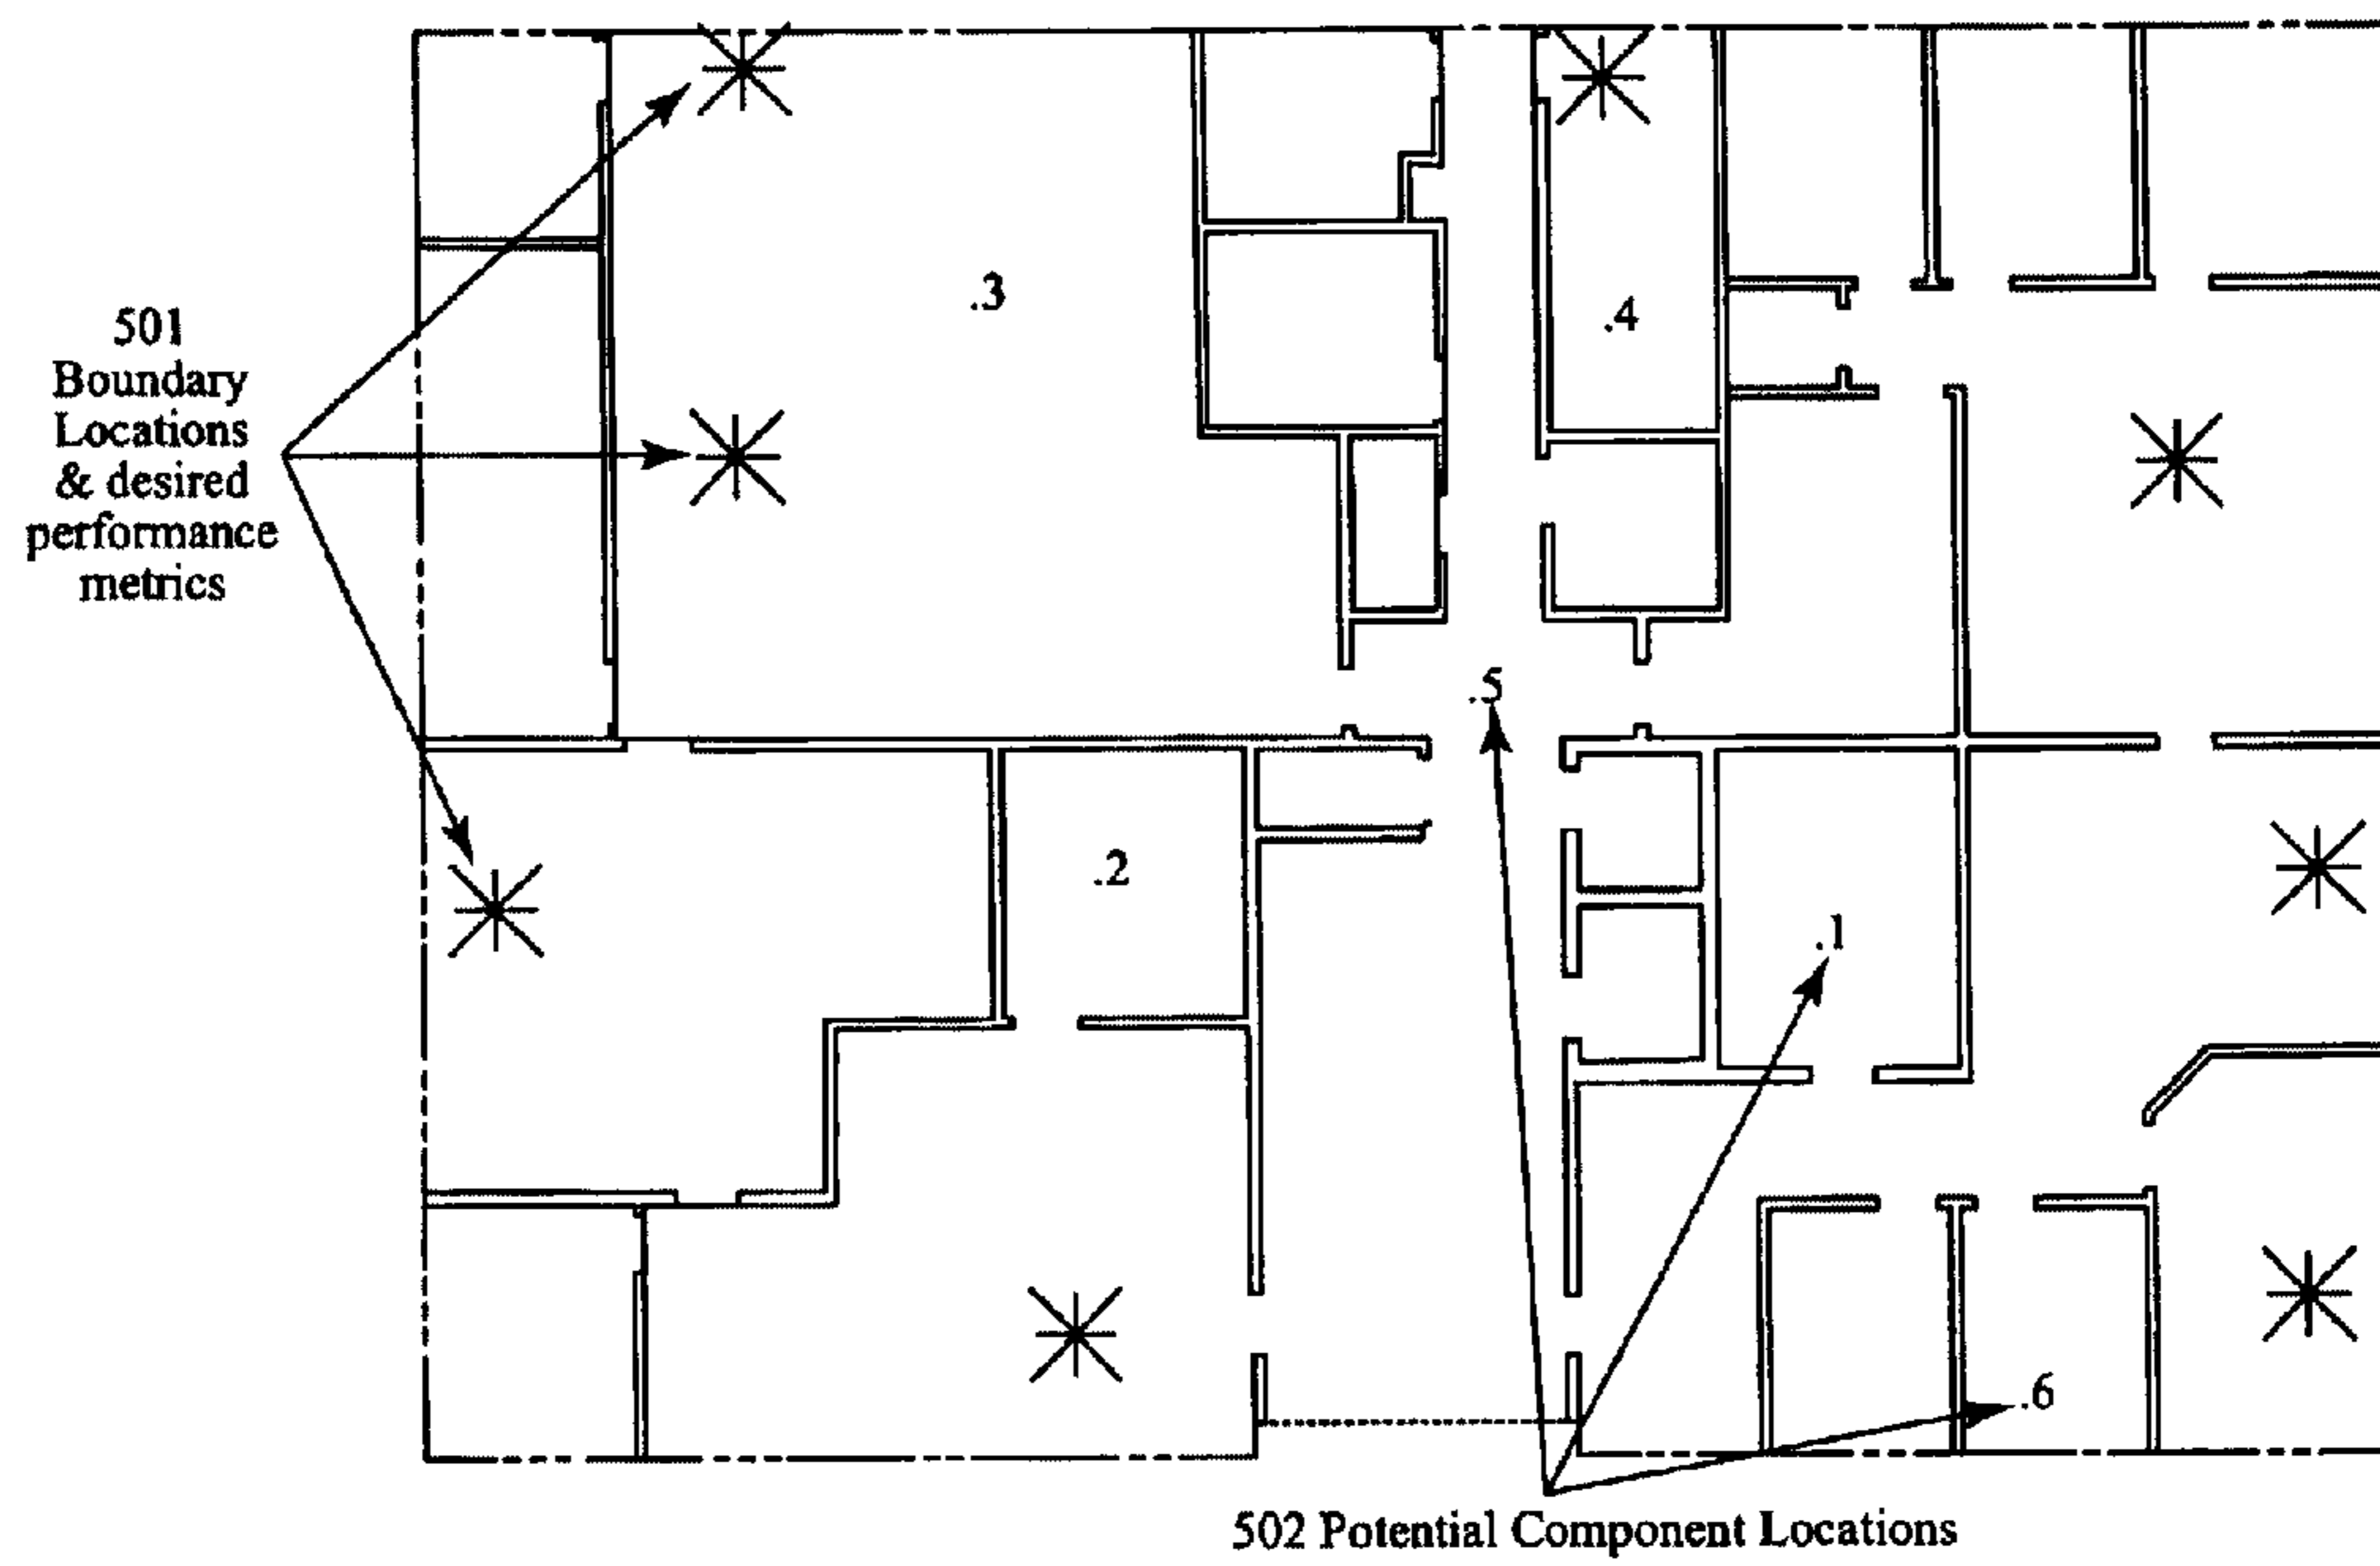 .3
.4
501
Boundary
Locations
& desired
performance
metrics
.5
.2
.1
.6
502 Potential Component Locations